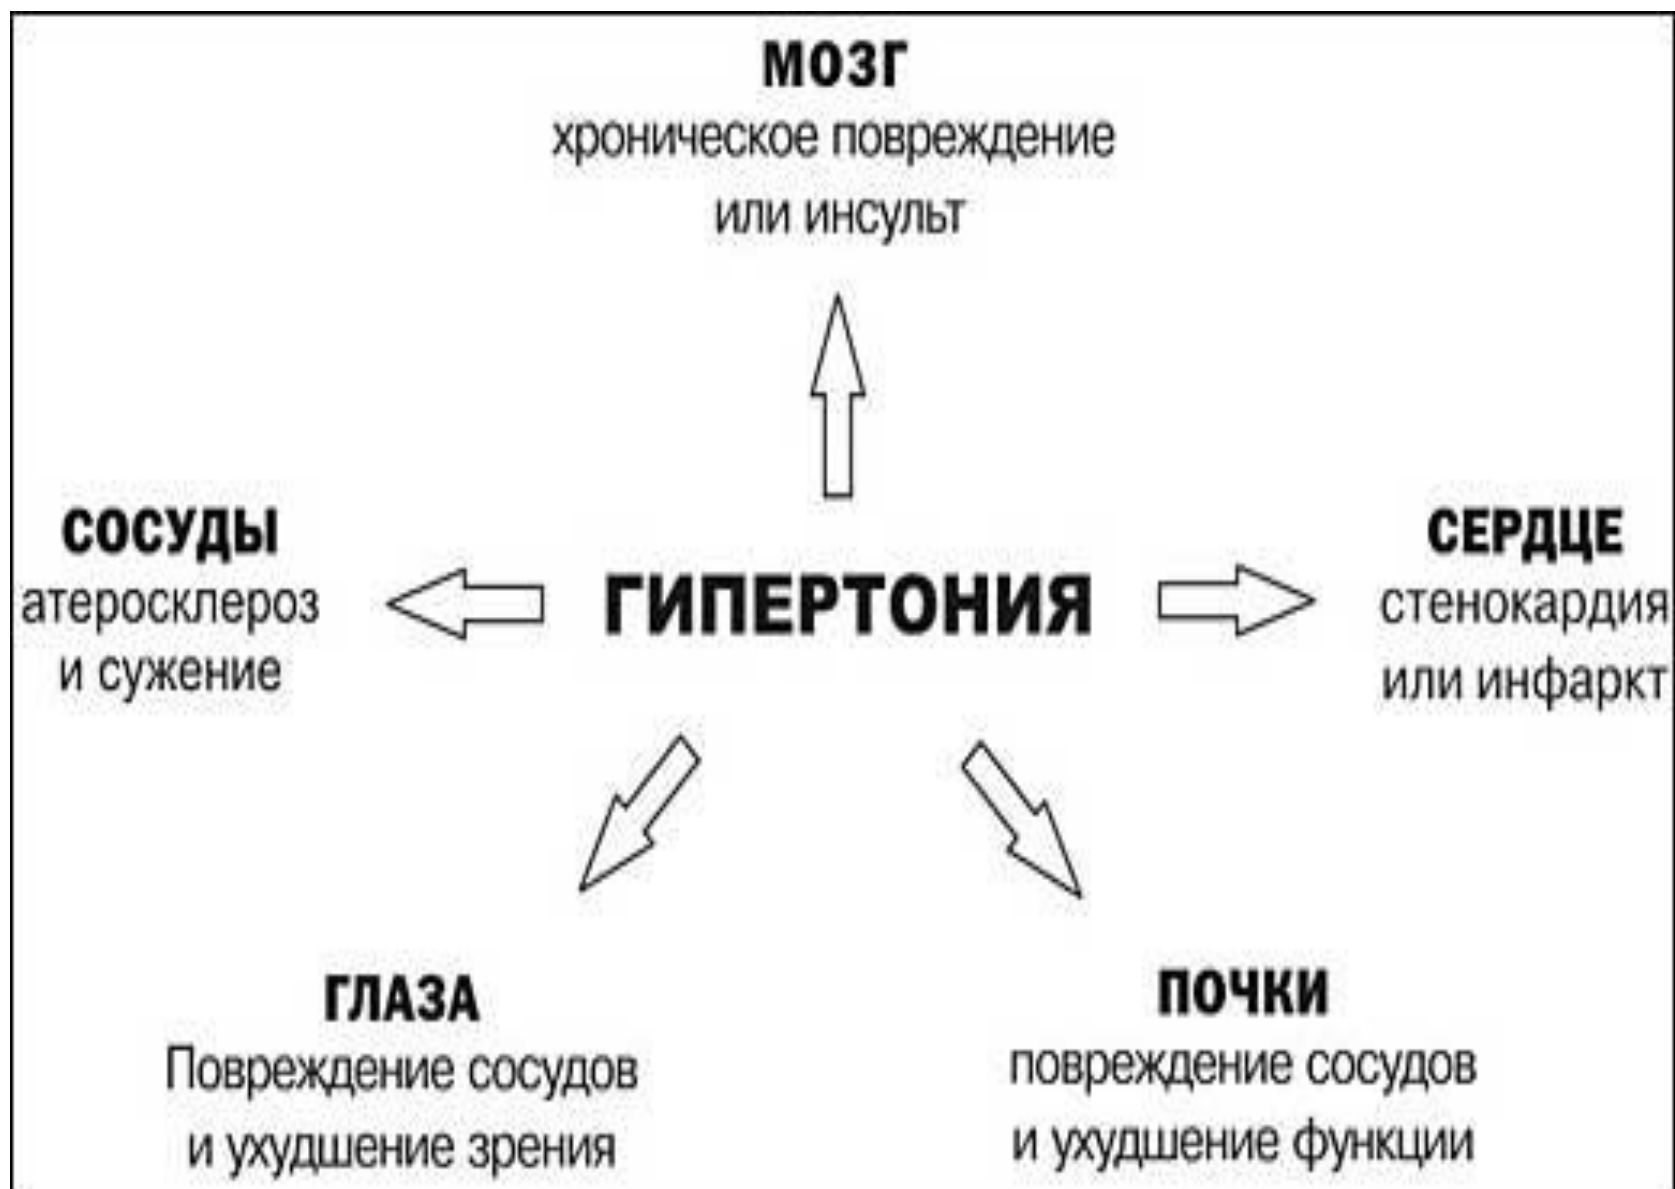 МОЗГ
хроническое повреждение
или инсульт
СОСУДЫ
атеросклероз
и сужение
ГИПЕРТОНИЯ
СЕРДЦЕ
стенокардия
или инфаркт
ГЛАЗА
Повреждение сосудов
и ухудшение зрения
ПОЧКИ
повреждение сосудов
и ухудшение функции